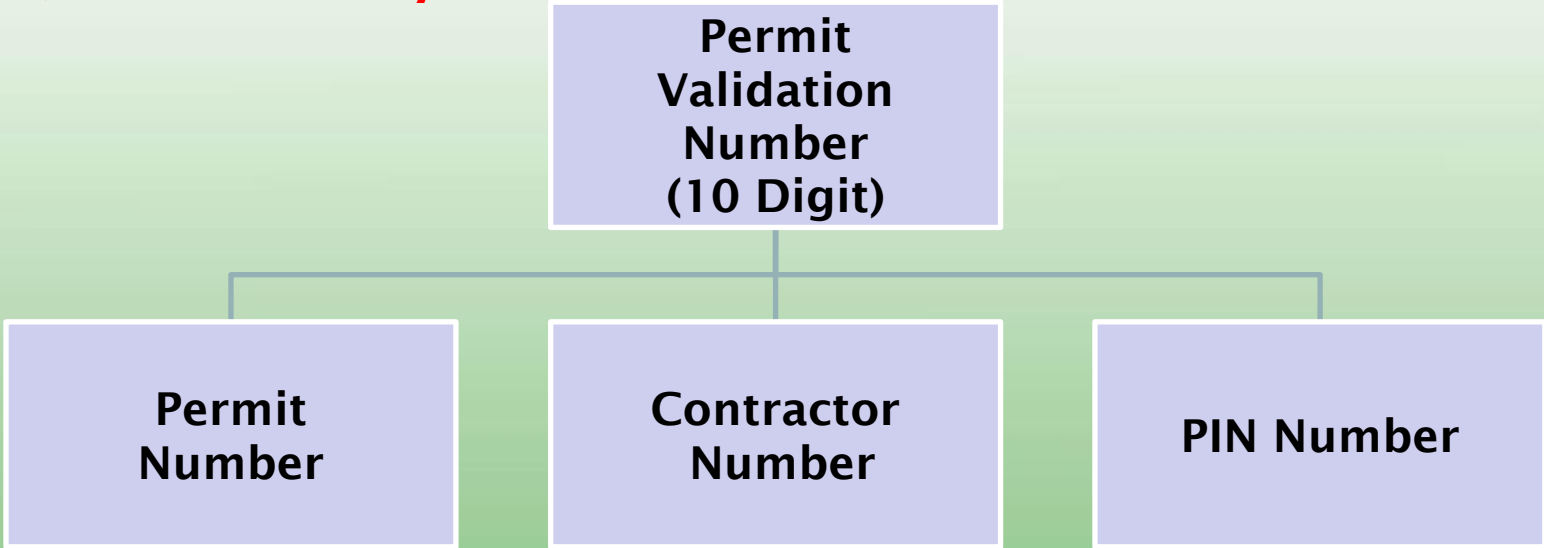 Permit
Validation
Number
(10 Digit)
Permit
Number
Contractor
Number
PIN Number